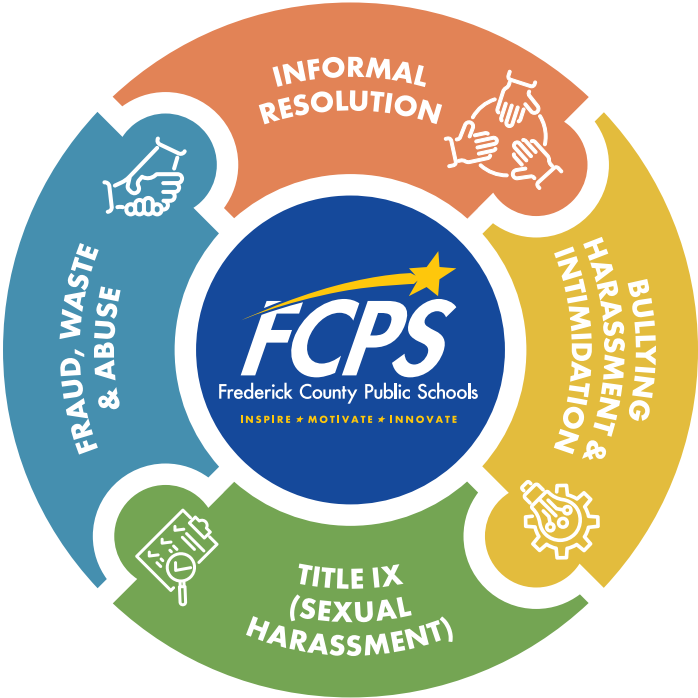 INFORMAL
RESOLUTION
BULLYING
HARASSMENT &
INTIMIDATION
TITLE IX
(SEXUAL
HARASSMENT)
FRAUD, WASTE
& ABUSE
FCPS
Frederick County Public Schools
INSPIRE ★ MOTIVATE ★ INNOVATE